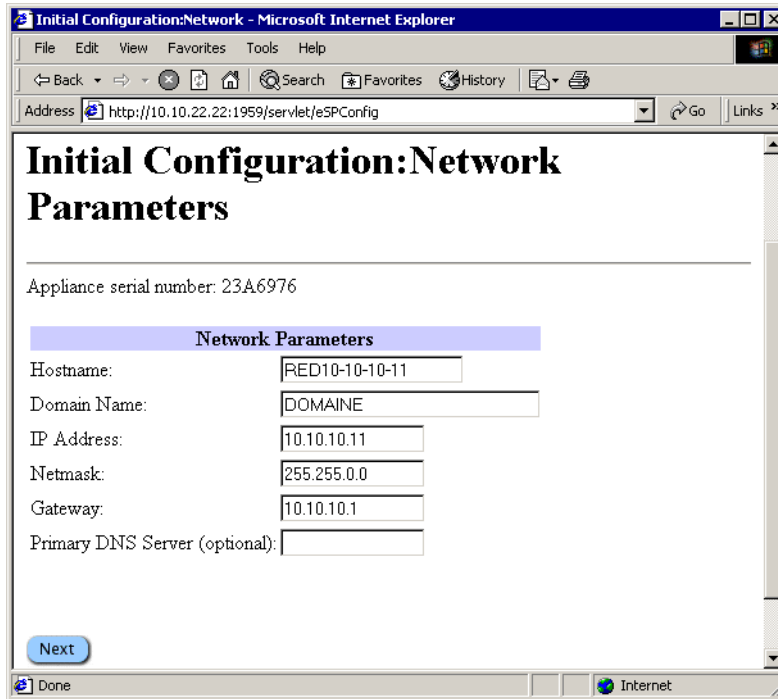 Initial Configuration:Network - Microsoft Internet Explorer
File Edit View Favorites Tools Help
Back Search Favorites History
Address http://10.10.22.22:1959/servlet/eSPConfig Go Links »
Initial Configuration:Network
Parameters
Appliance serial number: 23A6976
Network Parameters
Hostname: RED10-10-10-11
Domain Name: DOMAINE
IP Address: 10.10.10.11
Netmask: 255.255.0.0
Gateway: 10.10.10.1
Primary DNS Server (optional):
Next
Done Internet